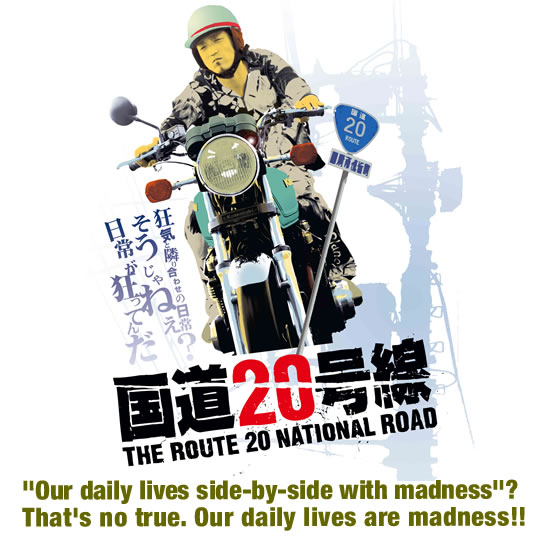 国道
20
ROUTE
狂気と隣り合わせの日常?
そうじゃねえ
日常が狂ってんだ
国道20号線
THE ROUTE 20 NATIONAL ROAD
"Our daily lives side-by-side with madness"?
That's no true. Our daily lives are madness!!